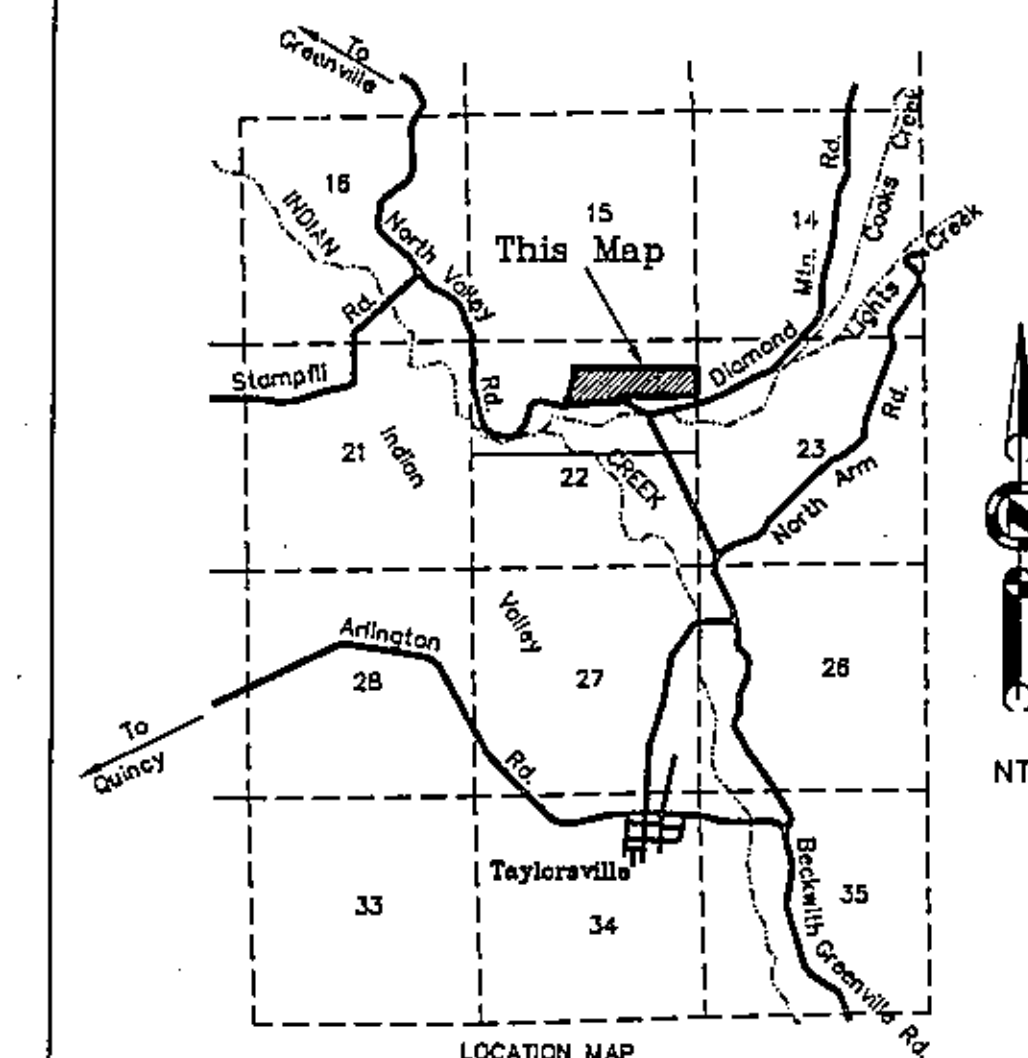 To
Greenville
16
15
14
INDIAN
North Valley
Rd.
This Map
Mtn. Rd.
Cooks Creek
Lights Creek
Stampfli
Rd.
Diamond
21
Indian
22
CREEK
23
North Arm
Rd.
Arlington
28
Valley
27
26
To
Quincy
Rd.
NT
Taylorsville
33
34
35
Beckwith Greenville Rd.
LOCATION MAP